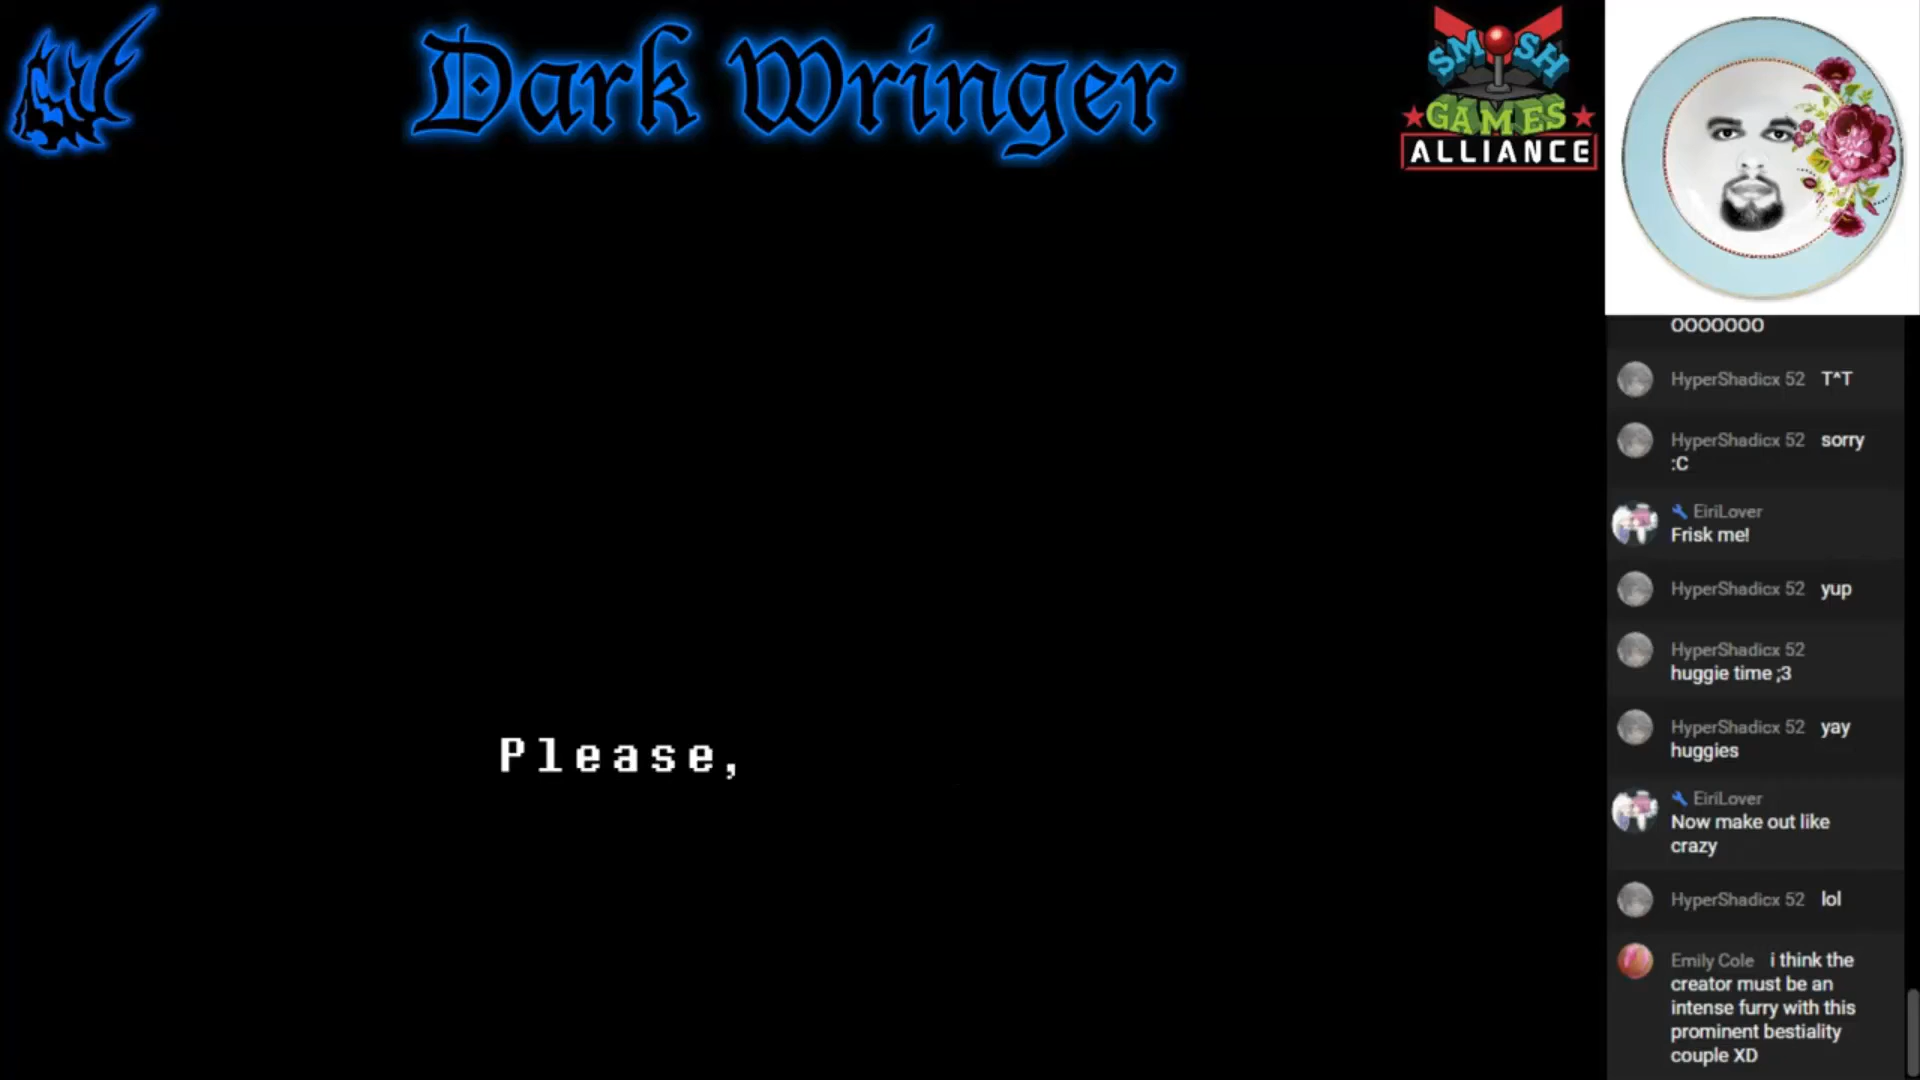 Dark Wringer
SMOSH
GAMES
ALLIANCE
Please,
OOOOOOO
HyperShadicx 52 T^T
HyperShadicx 52 sorry
:C
EiriLover
Frisk me!
HyperShadicx 52 yup
HyperShadicx 52
huggie time ;3
HyperShadicx 52 yay
huggies
EiriLover
Now make out like
crazy
HyperShadicx 52 lol
Emily Cole i think the
creator must be an
intense furry with this
prominent bestiality
couple XD